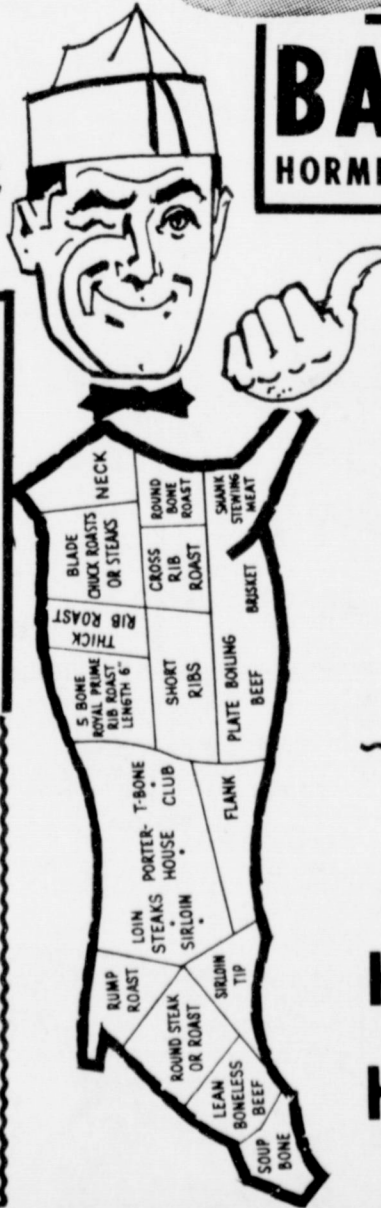 BA
HORM
NECK
ROUND
BONE
ROAST
SHANK
STEWING
MEAT
BLADE
CHUCK ROASTS
OR STEAKS
CROSS
RIB
ROAST
BRISKET
THICK
RIB ROAST
5 BONE
ROYAL PRIME
RIB ROAST
LENGTH 6"
SHORT
RIBS
PLATE BOILING
BEEF
T-BONE
CLUB
PORTER-
HOUSE
LOIN
STEAKS
SIRLOIN
FLANK
RUMP
ROAST
SIRLOIN
TIP
ROUND STEAK
OR ROAST
LEAN
BONELESS
BEEF
SOUP
BONE